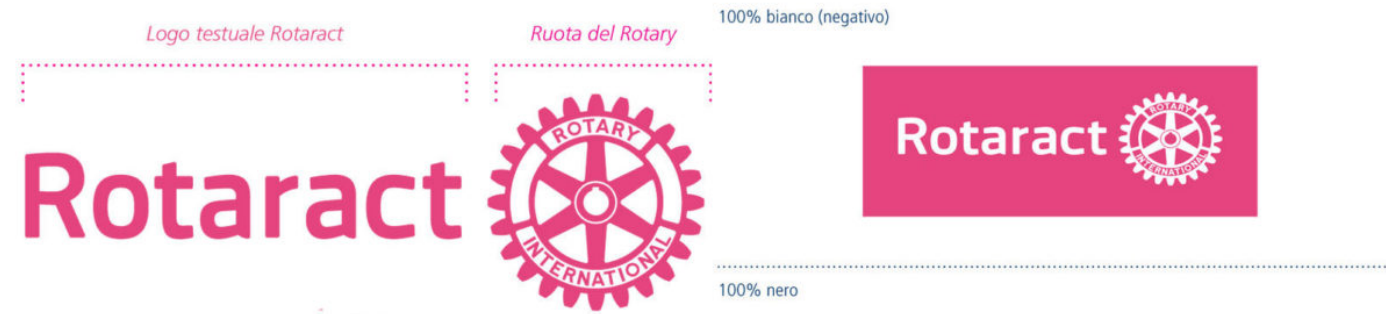 Logo testuale Rotaract
Ruota del Rotary
Rotaract
ROTARY
INTERNATIONAL
100% bianco (negativo)
Rotaract
ROTARY
INTERNATIONAL
100% nero